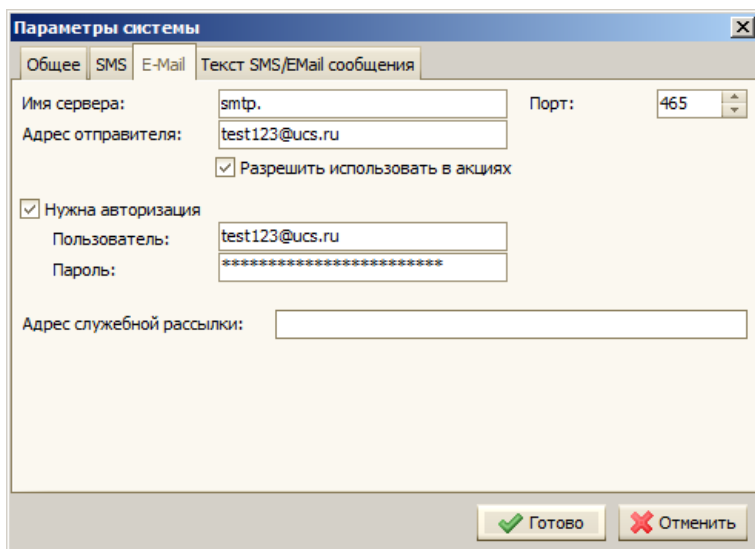 Параметры системы
Общее SMS E-Mail Текст SMS/EMail сообщения
Имя сервера: smtp. Порт: 465
Адрес отправителя: test123@ucs.ru
Разрешить использовать в акциях
Нужна авторизация
Пользователь: test123@ucs.ru
Пароль: ************************
Адрес служебной рассылки:
Готово Отменить